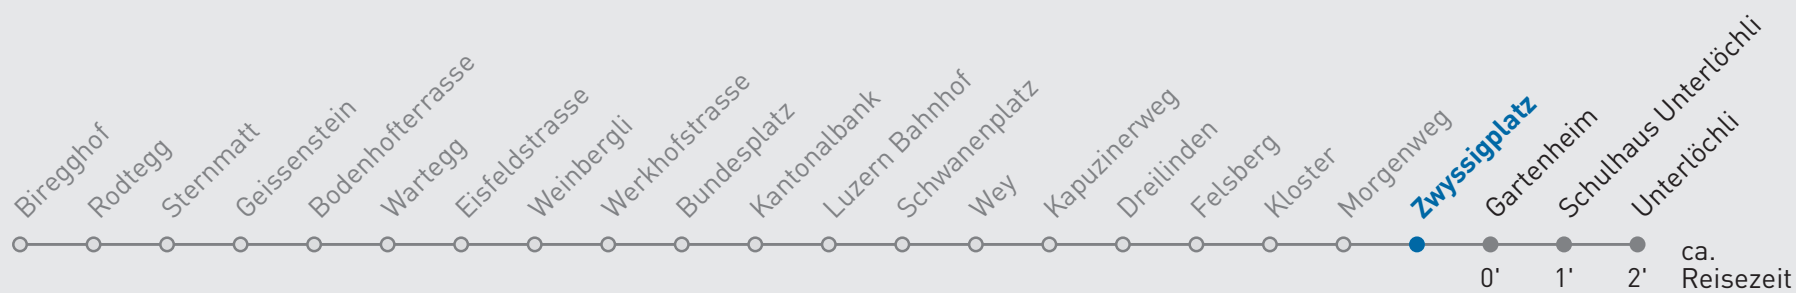 Biregghof
Rodtegg
Sternmatt
Geissenstein
Bodenhofterrasse
Wartegg
Eisfeldstrasse
Weinbergli
Werkhofstrasse
Bundesplatz
Kantonalbank
Luzern Bahnhof
Schwanenplatz
Wey
Kapuzinerweg
Dreilinden
Felsberg
Kloster
Morgenweg
Zwyssigplatz
Gartenheim
Schulhaus Unterlöchli
Unterlöchli
0' 1' 2'
ca.
Reisezeit